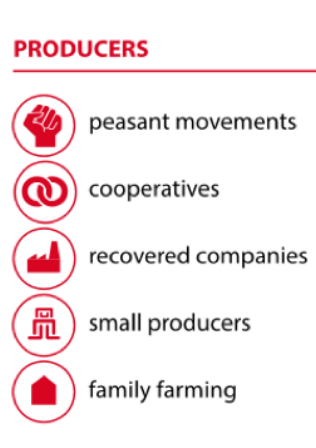 PRODUCERS
peasant movements
cooperatives
recovered companies
small producers
family farming